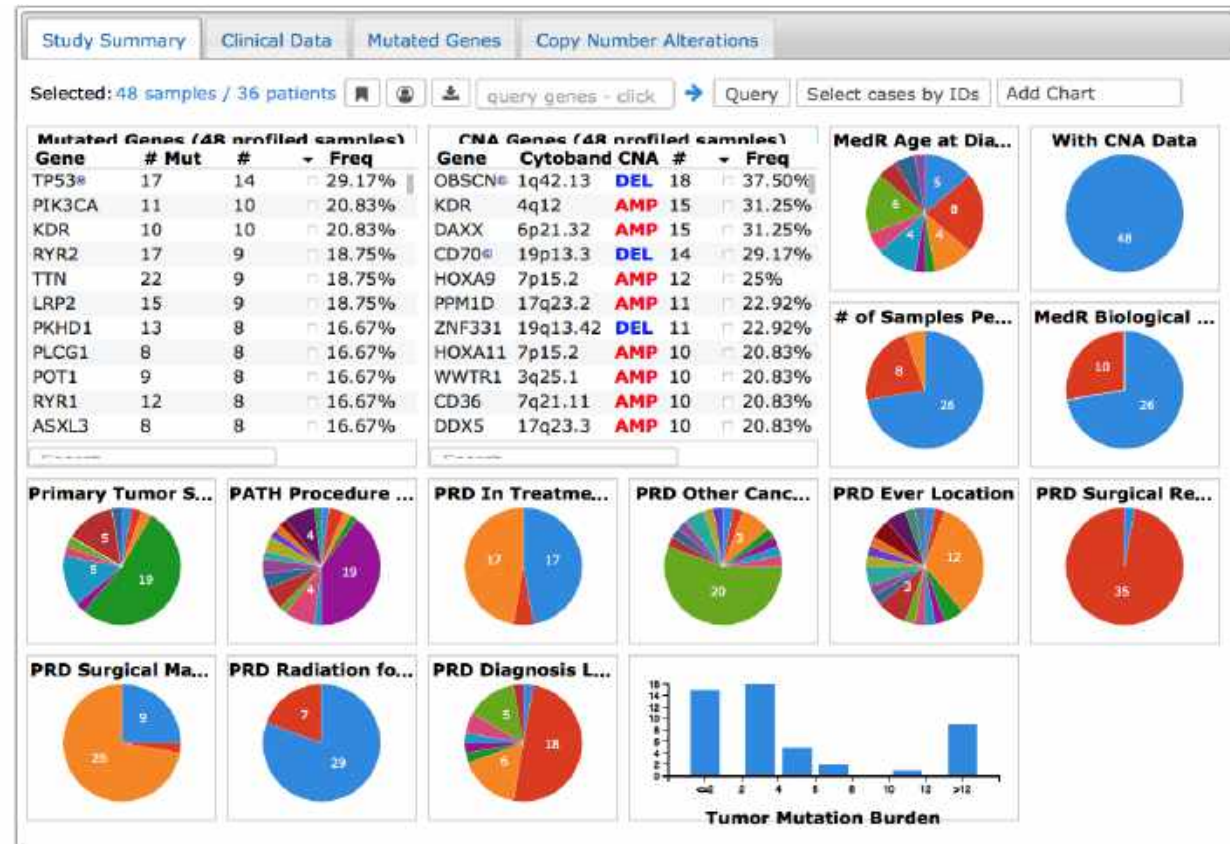 Study Summary Clinical Data Mutated Genes Copy Number Alterations
Selected: 48 samples / 36 patients query genes - click Query Select cases by IDs Add Chart
Mutated Genes (48 profiled samples)
Gene # Mut # Freq
TP53 17 14 29.17%
PIK3CA 11 10 20.83%
KDR 10 10 20.83%
RYR2 17 9 18.75%
TTN 22 9 18.75%
LRP2 15 9 18.75%
PKHD1 13 8 16.67%
PLCG1 8 8 16.67%
POT1 9 8 16.67%
RYR1 12 8 16.67%
ASXL3 8 8 16.67%
CNA Genes (48 profiled samples)
Gene Cytoband CNA # Freq
OBSCN 1q42.13 DEL 18 37.50%
KDR 4q12 AMP 15 31.25%
DAXX 6p21.32 AMP 15 31.25%
CD70 19p13.3 DEL 14 29.17%
HOXA9 7p15.2 AMP 12 25%
PPM1D 17q23.2 AMP 11 22.92%
ZNF331 19q13.42 DEL 11 22.92%
HOXA11 7p15.2 AMP 10 20.83%
WWTR1 3q25.1 AMP 10 20.83%
CD36 7q21.11 AMP 10 20.83%
DDX5 17q23.3 AMP 10 20.83%
MedR Age at Dia...
5
8
4
4
6
With CNA Data
48
# of Samples Pe...
8
26
MedR Biological ...
10
26
Primary Tumor S...
5
5
19
PATH Procedure ...
4
19
4
PRD In Treatme...
17 17
PRD Other Canc...
3
20
PRD Ever Location
12
PRD Surgical Re...
35
PRD Surgical Ma...
9
PRD Radiation fo...
7
29
PRD Diagnosis L...
5
18
6
16
14
12
10
8
6
4
2
0
2 4 6 8 10 12 >12
Tumor Mutation Burden